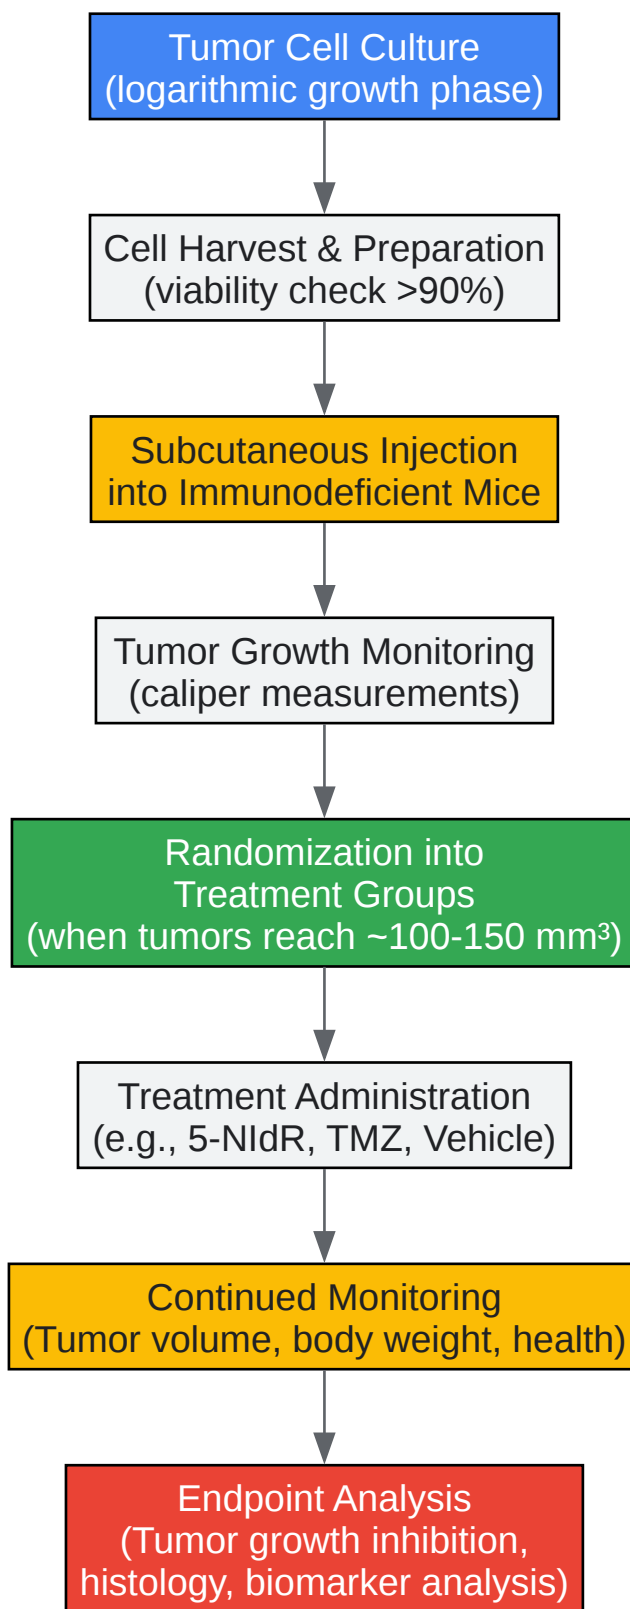 Tumor Cell Culture
(logarithmic growth phase)
Cell Harvest & Preparation
(viability check >90%)
Subcutaneous Injection
into Immunodeficient Mice
Tumor Growth Monitoring
(caliper measurements)
Randomization into
Treatment Groups
(when tumors reach ~100-150 mm³)
Treatment Administration
(e.g., 5-NIdR, TMZ, Vehicle)
Continued Monitoring
(Tumor volume, body weight, health)
Endpoint Analysis
(Tumor growth inhibition,
histology, biomarker analysis)